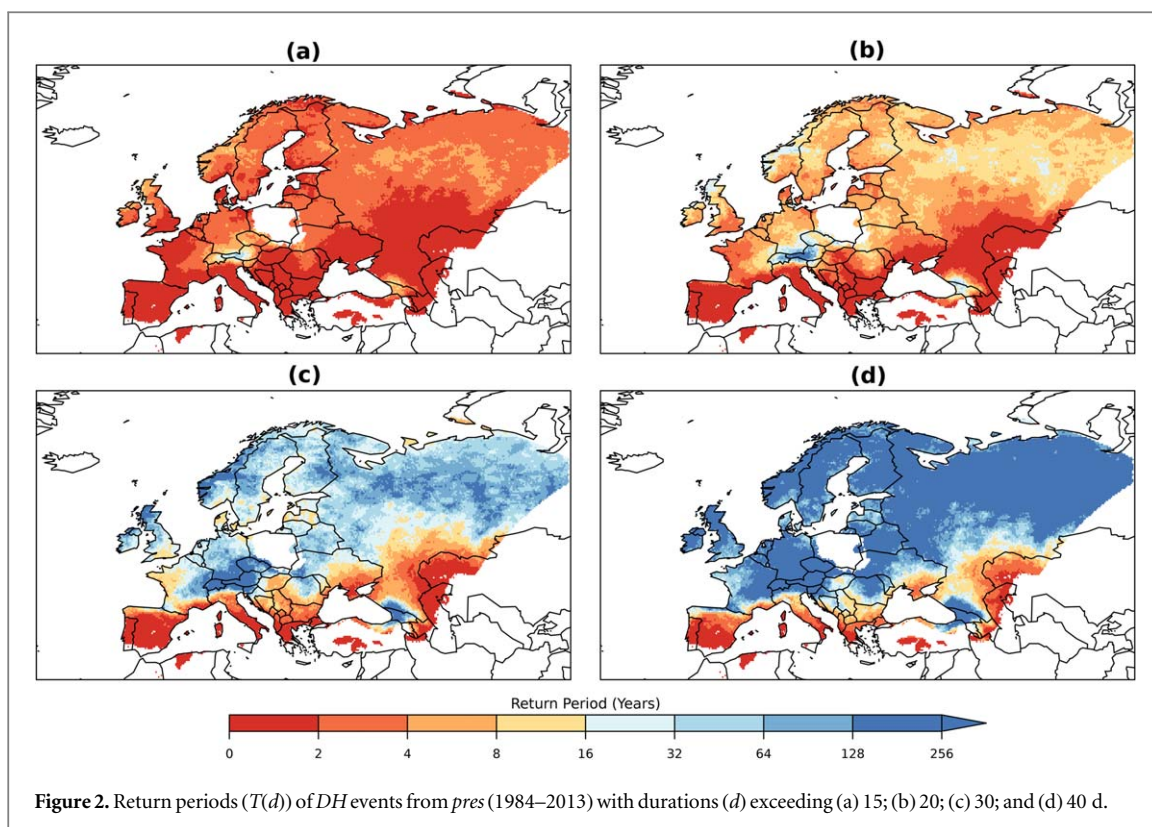 (a)
(b)
(c)
(d)
Return Period (Years)
0 2 4 8 16 32 64 128 256
Figure 2. Return periods (T(d)) of DH events from pres (1984–2013) with durations (d) exceeding (a) 15; (b) 20; (c) 30; and (d) 40 d.